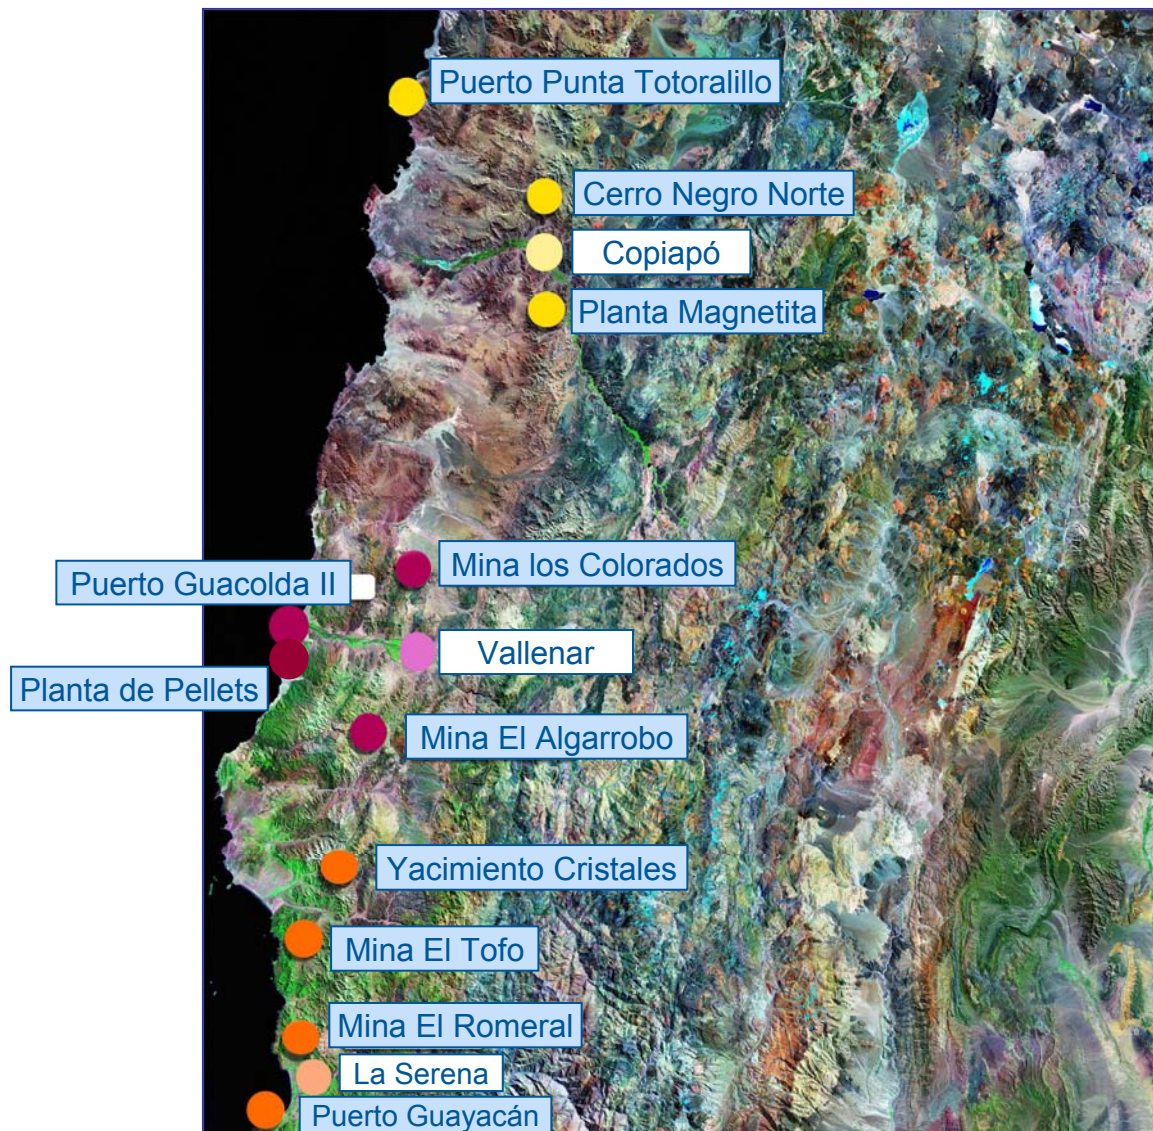 Puerto Punta Totoralillo
Cerro Negro Norte
Copiapó
Planta Magnetita
Mina los Colorados
Puerto Guacolda II
Vallenar
Planta de Pellets
Mina El Algarrobo
Yacimiento Cristales
Mina El Tofo
Mina El Romeral
La Serena
Puerto Guayacán